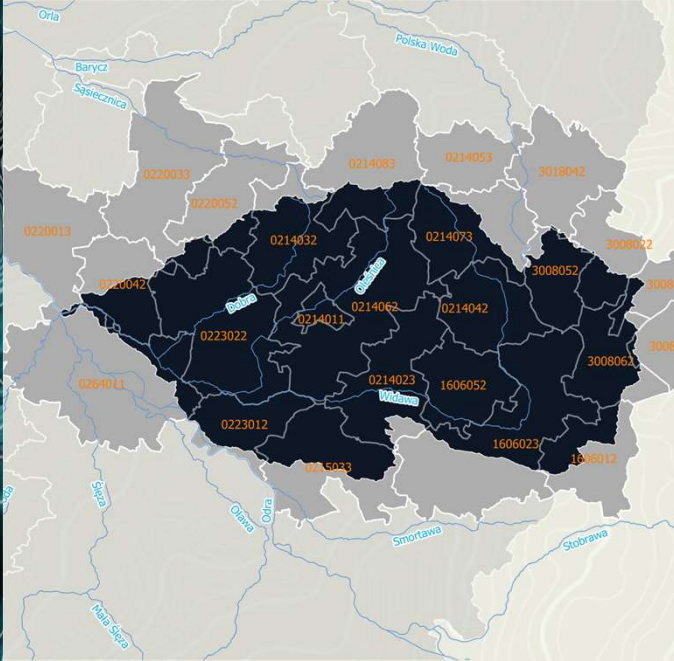 Orla
Polska Woda
Barycz
Sąsiecznica
0214083
0214053
3018042
0220033
0220052
0220013
0214032
0214073
3008022
3008052
3008
0220042
Dobra
Oleśnica
0214062
0214011
0214042
0223022
3008
3008062
0264011
0214023
1606052
Widawa
0223012
1606023
1606012
0215033
Ślęza
Oława
Odra
Smortawa
Stobrawa
Mała Ślęza